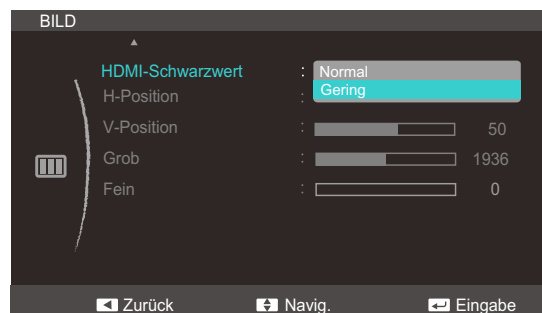 BILD
HDMI-Schwarzwert : Normal
Gering
H-Position :
V-Position : 50
Grob : 1936
Fein : 0
Zurück Navig. Eingabe